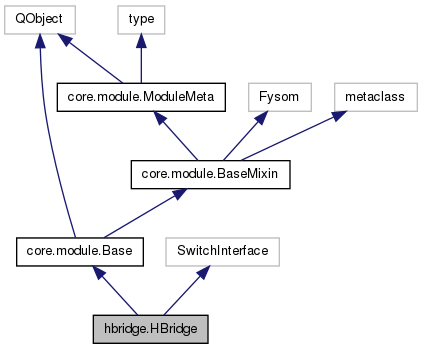 QObject
type
core.module.ModuleMeta
Fysom
metaclass
core.module.BaseMixin
core.module.Base
SwitchInterface
hbridge.HBridge